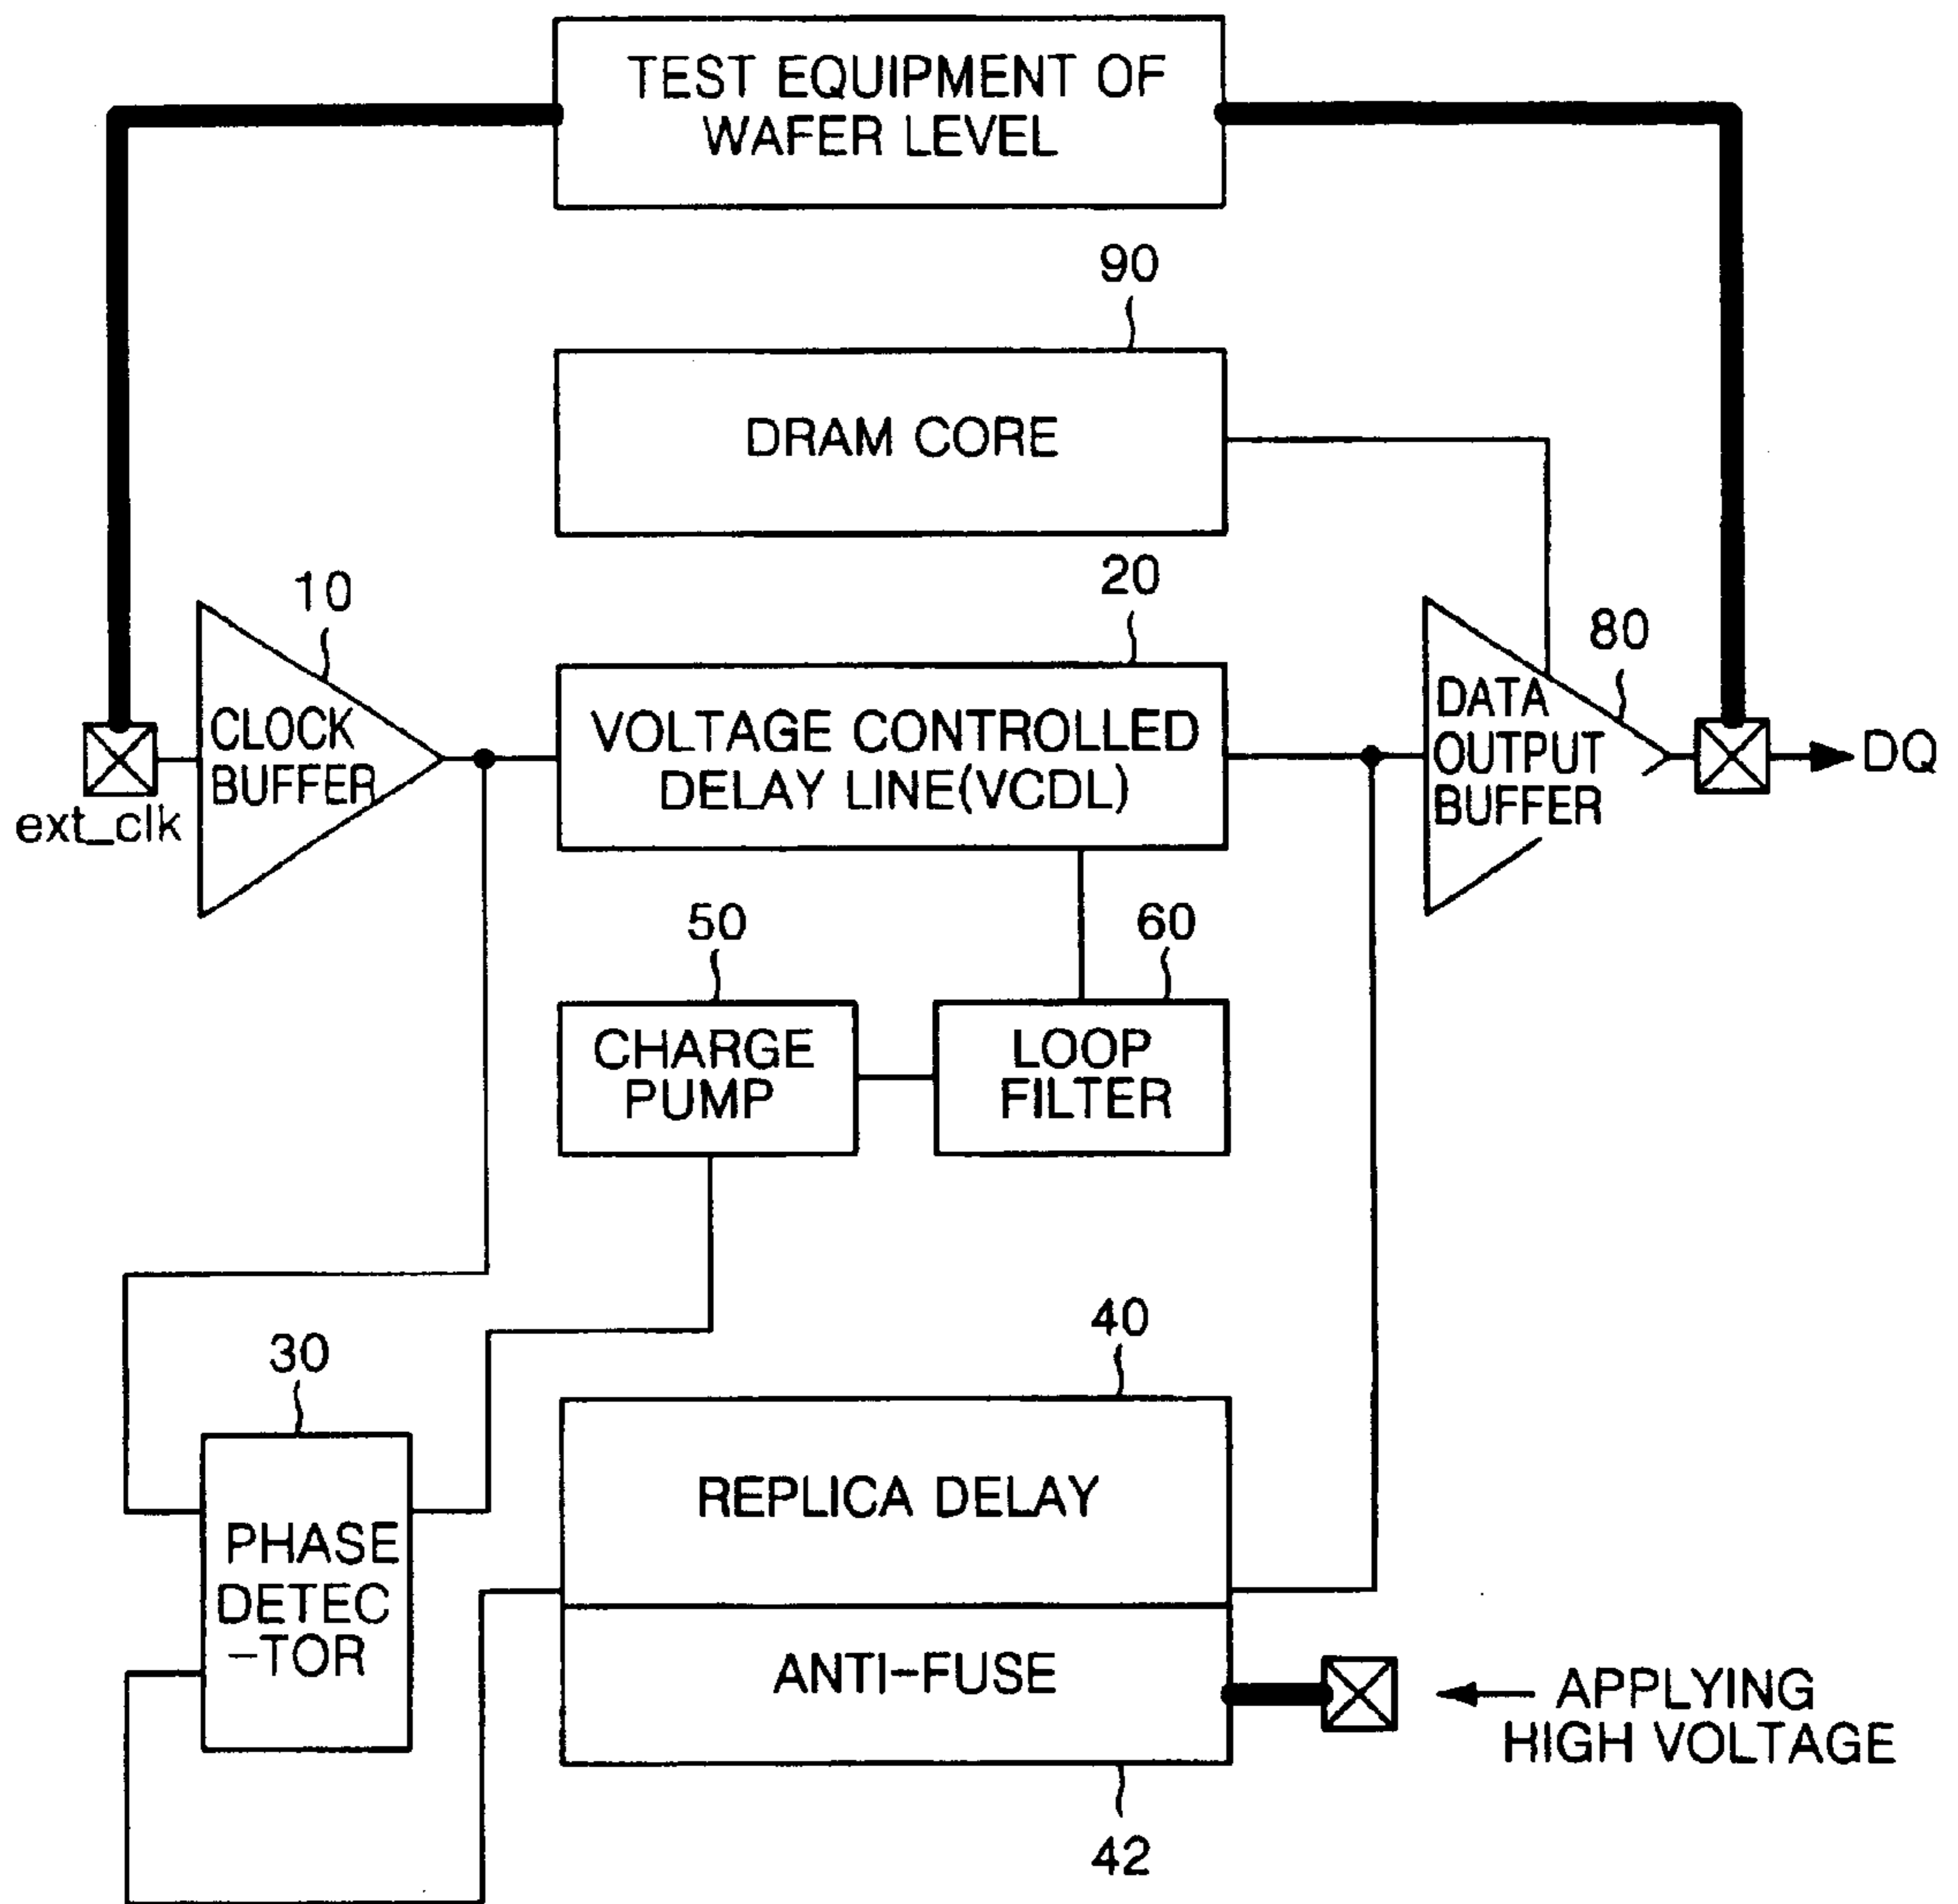 TEST EQUIPMENT OF
WAFER LEVEL
90
DRAM CORE
10
20
80
CLOCK
BUFFER
ext_clk
VOLTAGE CONTROLLED
DELAY LINE(VCDL)
DATA
OUTPUT
BUFFER
DQ
50
60
CHARGE
PUMP
LOOP
FILTER
30
40
PHASE
DETEC
-TOR
REPLICA DELAY
ANTI-FUSE
APPLYING
HIGH VOLTAGE
42